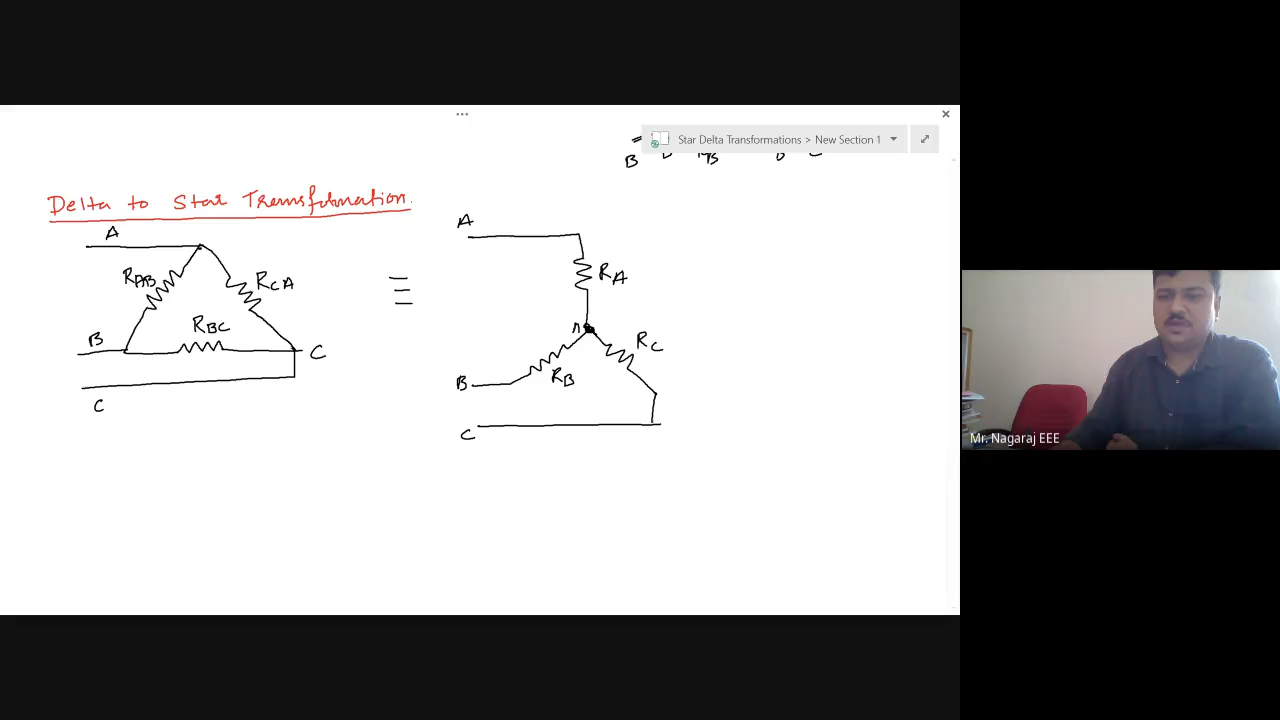 Star Delta Transformations > New Section 1
Delta to Star Transformation.
A
A
RAB
RCA
RA
RBC
B
C
n
RC
B
RB
C
C
Mr. Nagaraj EEE